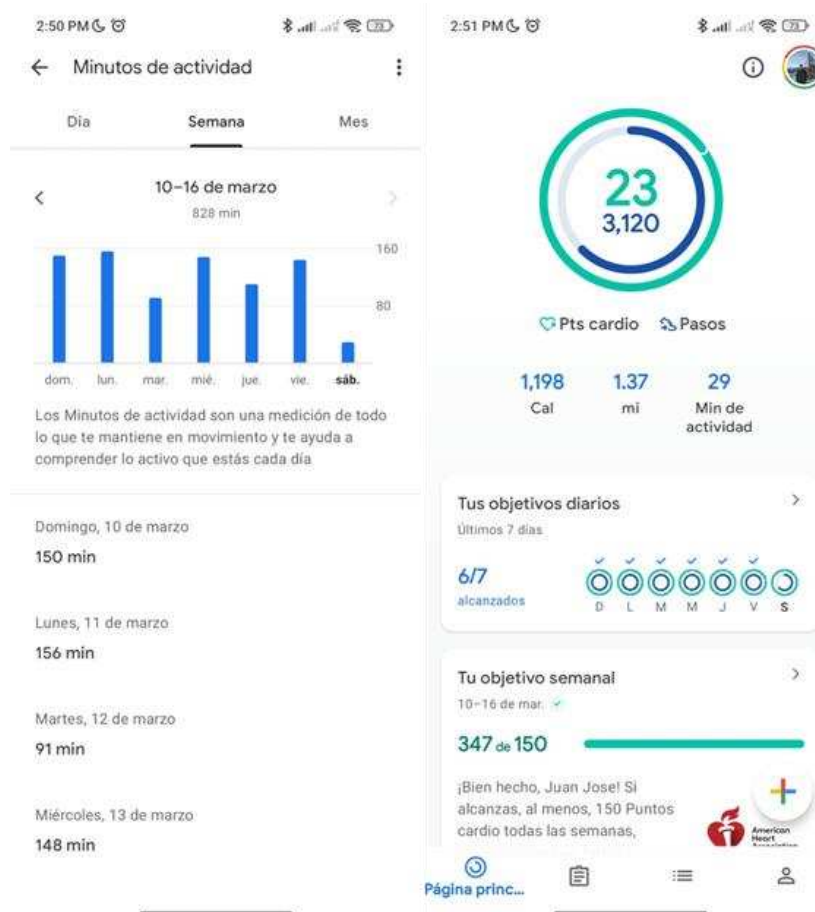 2:50 PM
73
Minutos de actividad
Día
Semana
Mes
10–16 de marzo
828 min
160
80
dom.
lun.
mar.
mié.
jue.
vie.
sáb.
Los Minutos de actividad son una medición de todo
lo que te mantiene en movimiento y te ayuda a
comprender lo activo que estás cada día
Domingo, 10 de marzo
150 min
Lunes, 11 de marzo
156 min
Martes, 12 de marzo
91 min
Miércoles, 13 de marzo
148 min
2:51 PM
73
23
3,120
Pts cardio
Pasos
1,198
Cal
1.37
mi
29
Min de
actividad
Tus objetivos diarios
Últimos 7 días
6/7
alcanzados
D L M M J V S
Tu objetivo semanal
10–16 de mar.
347 de 150
¡Bien hecho, Juan Jose! Si
alcanzas, al menos, 150 Puntos
cardio todas las semanas,
American
Heart
Página princ...